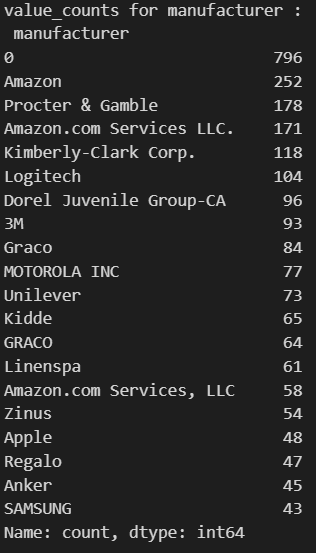 value_counts for manufacturer :
manufacturer
0 796
Amazon 252
Procter & Gamble 178
Amazon.com Services LLC. 171
Kimberly-Clark Corp. 118
Logitech 104
Dorel Juvenile Group-CA 96
3M 93
Graco 84
MOTOROLA INC 77
Unilever 73
Kidde 65
GRACO 64
Linenspa 61
Amazon.com Services, LLC 58
Zinus 54
Apple 48
Regalo 47
Anker 45
SAMSUNG 43
Name: count, dtype: int64